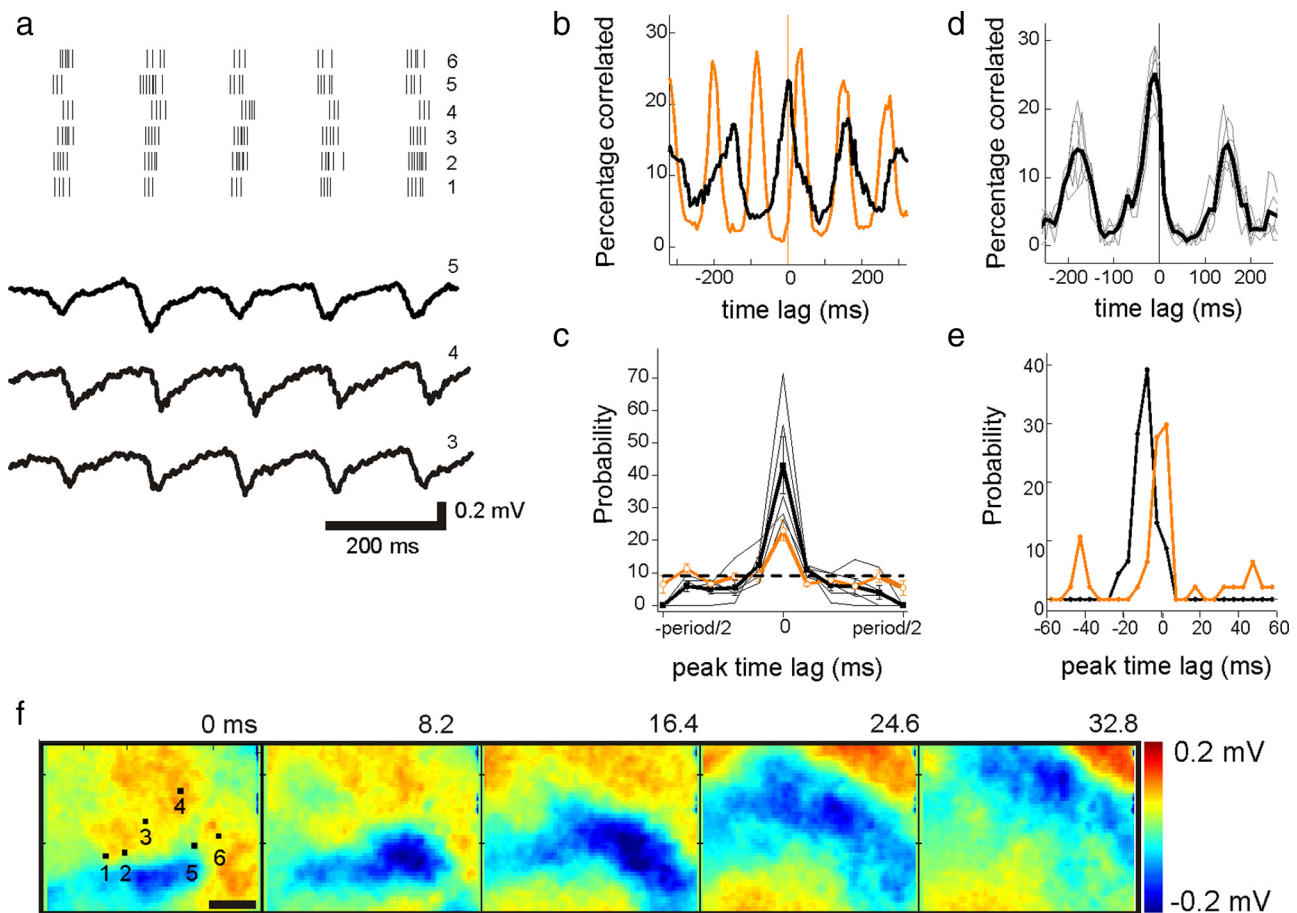 a
6
5
4
3
2
1
5
4
3
0.2 mV
200 ms
b
Percentage correlated
30
20
10
0
-200
0
200
time lag (ms)
c
Probability
70
60
50
40
30
20
10
0
-period/2
0
period/2
peak time lag (ms)
d
Percentage correlated
30
20
10
0
-200
-100
0
100
200
time lag (ms)
e
Probability
40
30
20
10
0
-60
-40
-20
0
20
40
60
peak time lag (ms)
f
0 ms
8.2
16.4
24.6
32.8
4
3
6
1
2
5
0.2 mV
-0.2 mV